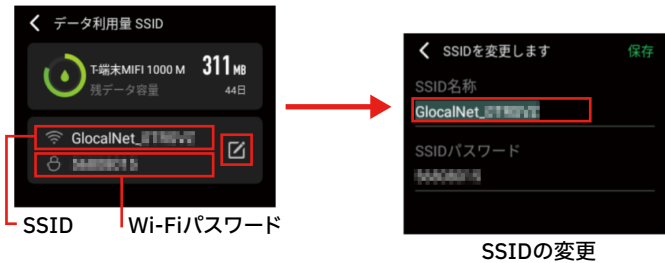 データ利用量 SSID
T-端末MIFI 1000 M 311 MB
残データ容量 44日
GlocalNet_
SSID Wi-Fiパスワード
SSIDを変更します 保存
SSID名称
GlocalNet_
SSIDパスワード
SSIDの変更